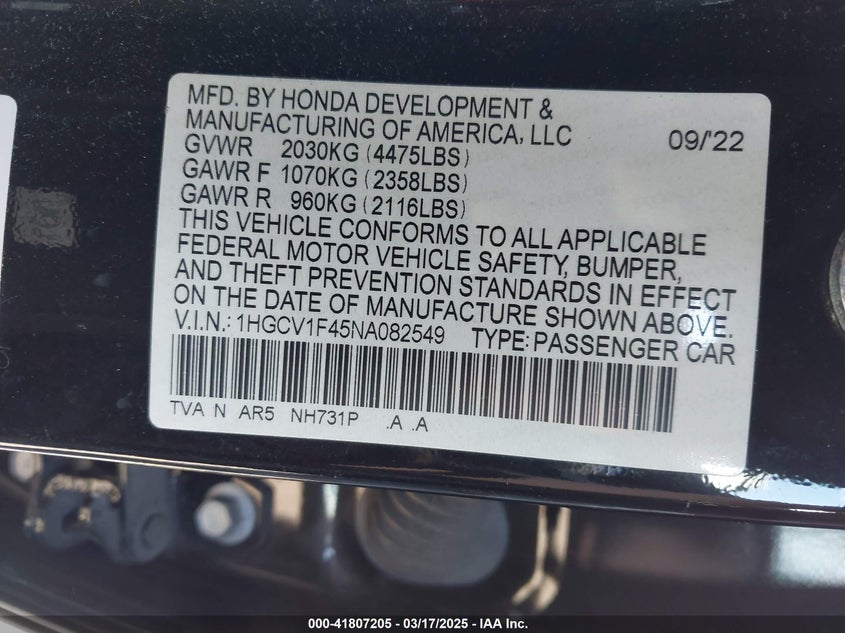 MFD. BY HONDA DEVELOPMENT &
MANUFACTURING OF AMERICA, LLC 09/'22
GVWR 2030KG (4475LBS)
GAWR F 1070KG (2358LBS)
GAWR R 960KG (2116LBS)
THIS VEHICLE CONFORMS TO ALL APPLICABLE
FEDERAL MOTOR VEHICLE SAFETY, BUMPER,
AND THEFT PREVENTION STANDARDS IN EFFECT
ON THE DATE OF MANUFACTURE SHOWN ABOVE.
V.I.N.: 1HGCV1F45NA082549 TYPE: PASSENGER CAR
TVA N AR5 NH731P .A .A
000-41807205 - 03/17/2025 - IAA Inc.